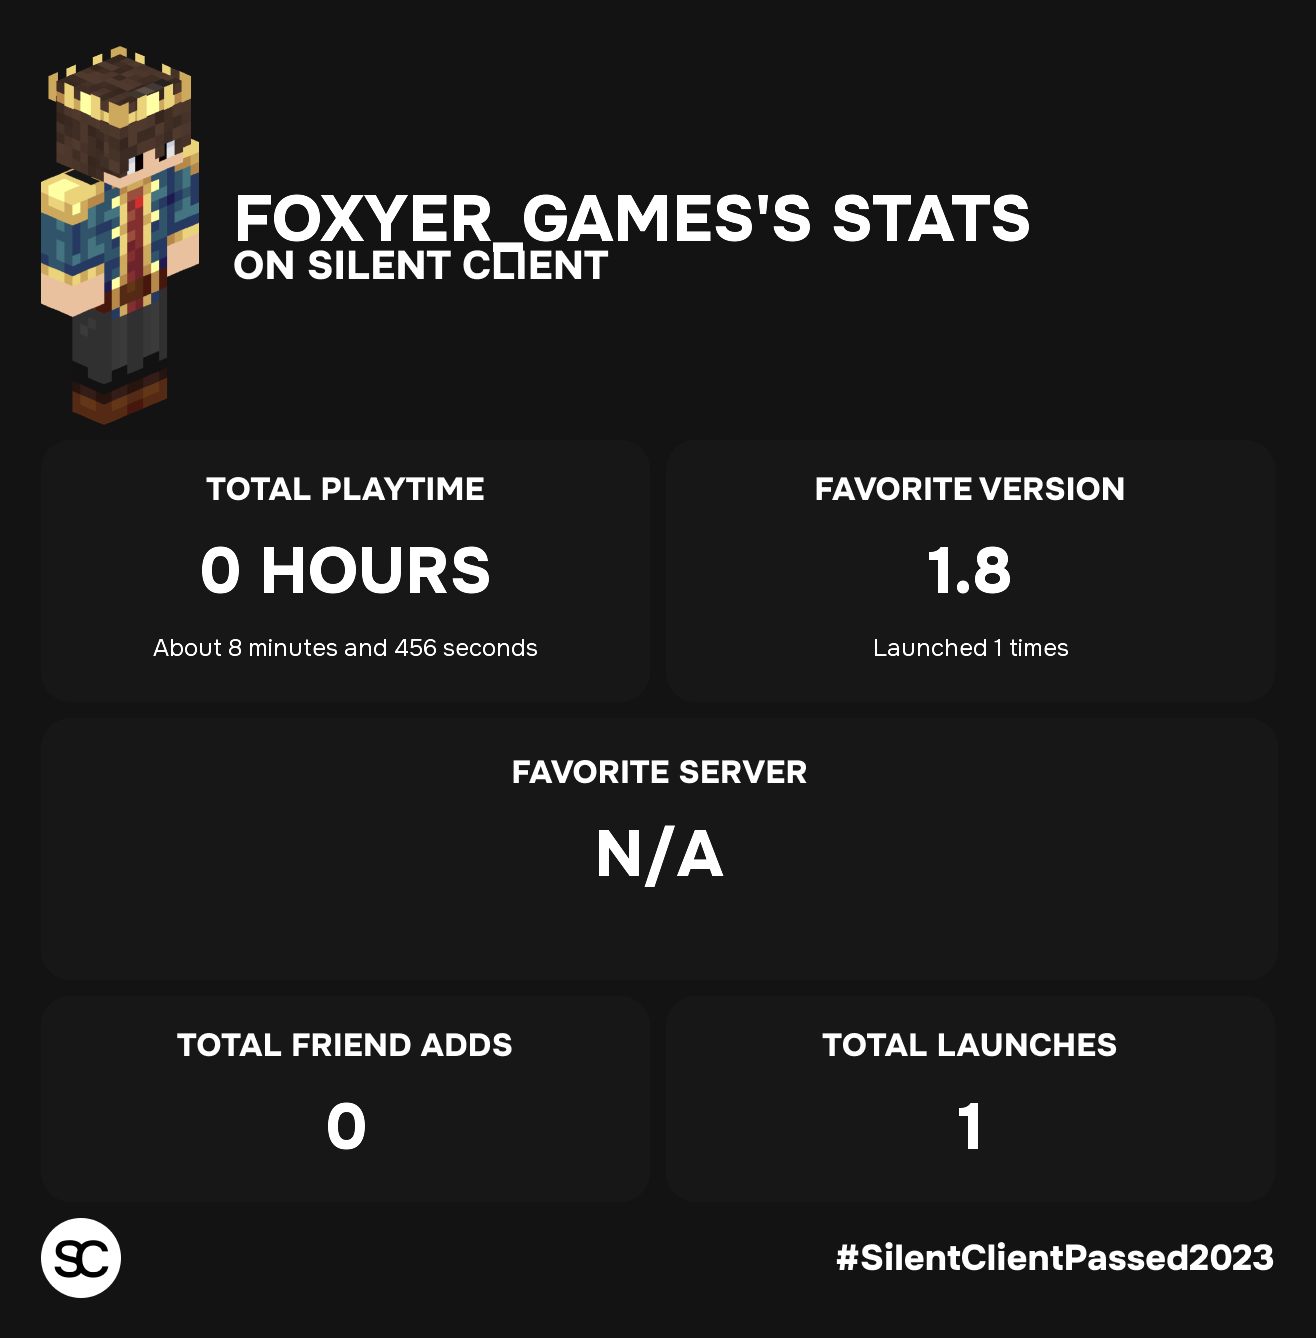 FOXYER_GAMES'S STATS
ON SILENT CLIENT
TOTAL PLAYTIME
0 HOURS
About 8 minutes and 456 seconds
FAVORITE VERSION
1.8
Launched 1 times
FAVORITE SERVER
N/A
TOTAL FRIEND ADDS
0
TOTAL LAUNCHES
1
SC
#SilentClientPassed2023